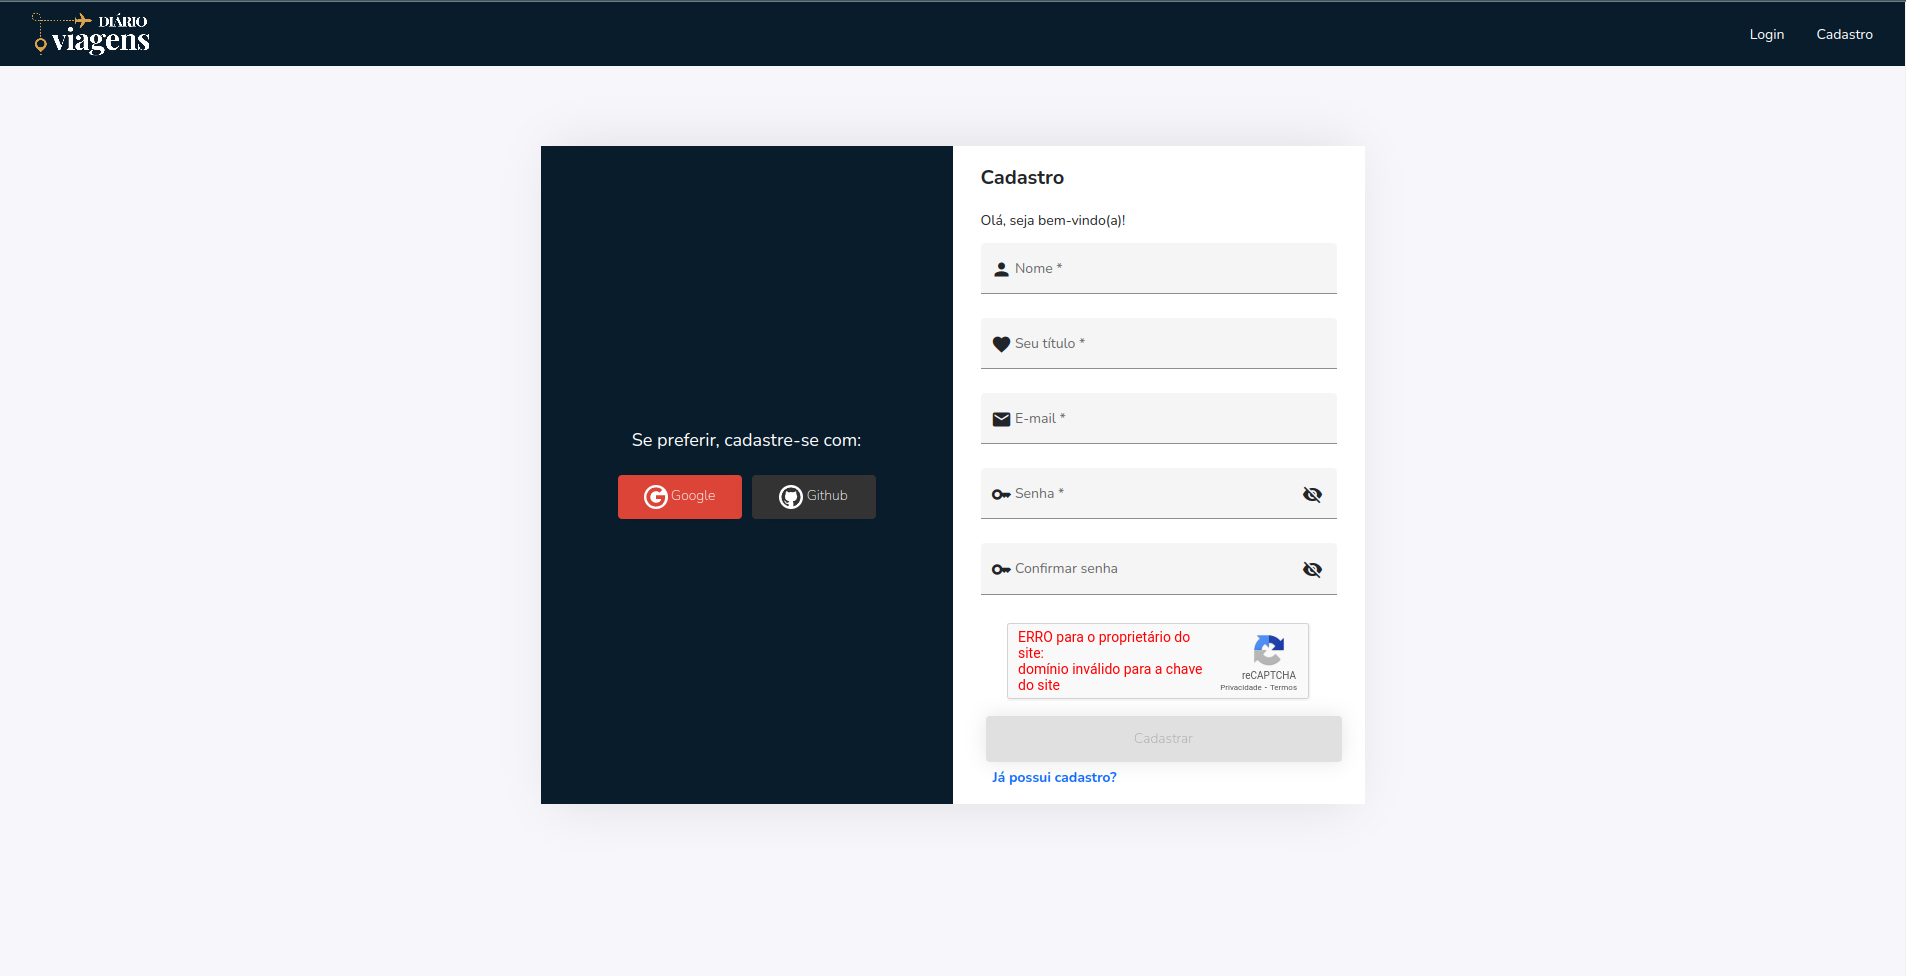 DIÁRIO
viagens
Login
Cadastro
Se preferir, cadastre-se com:
Google
Github
Cadastro
Olá, seja bem-vindo(a)!
Nome *
Seu título *
E-mail *
Senha *
Confirmar senha
ERRO para o proprietário do
site:
domínio inválido para a chave
do site
reCAPTCHA
Privacidade - Termos
Cadastrar
Já possui cadastro?